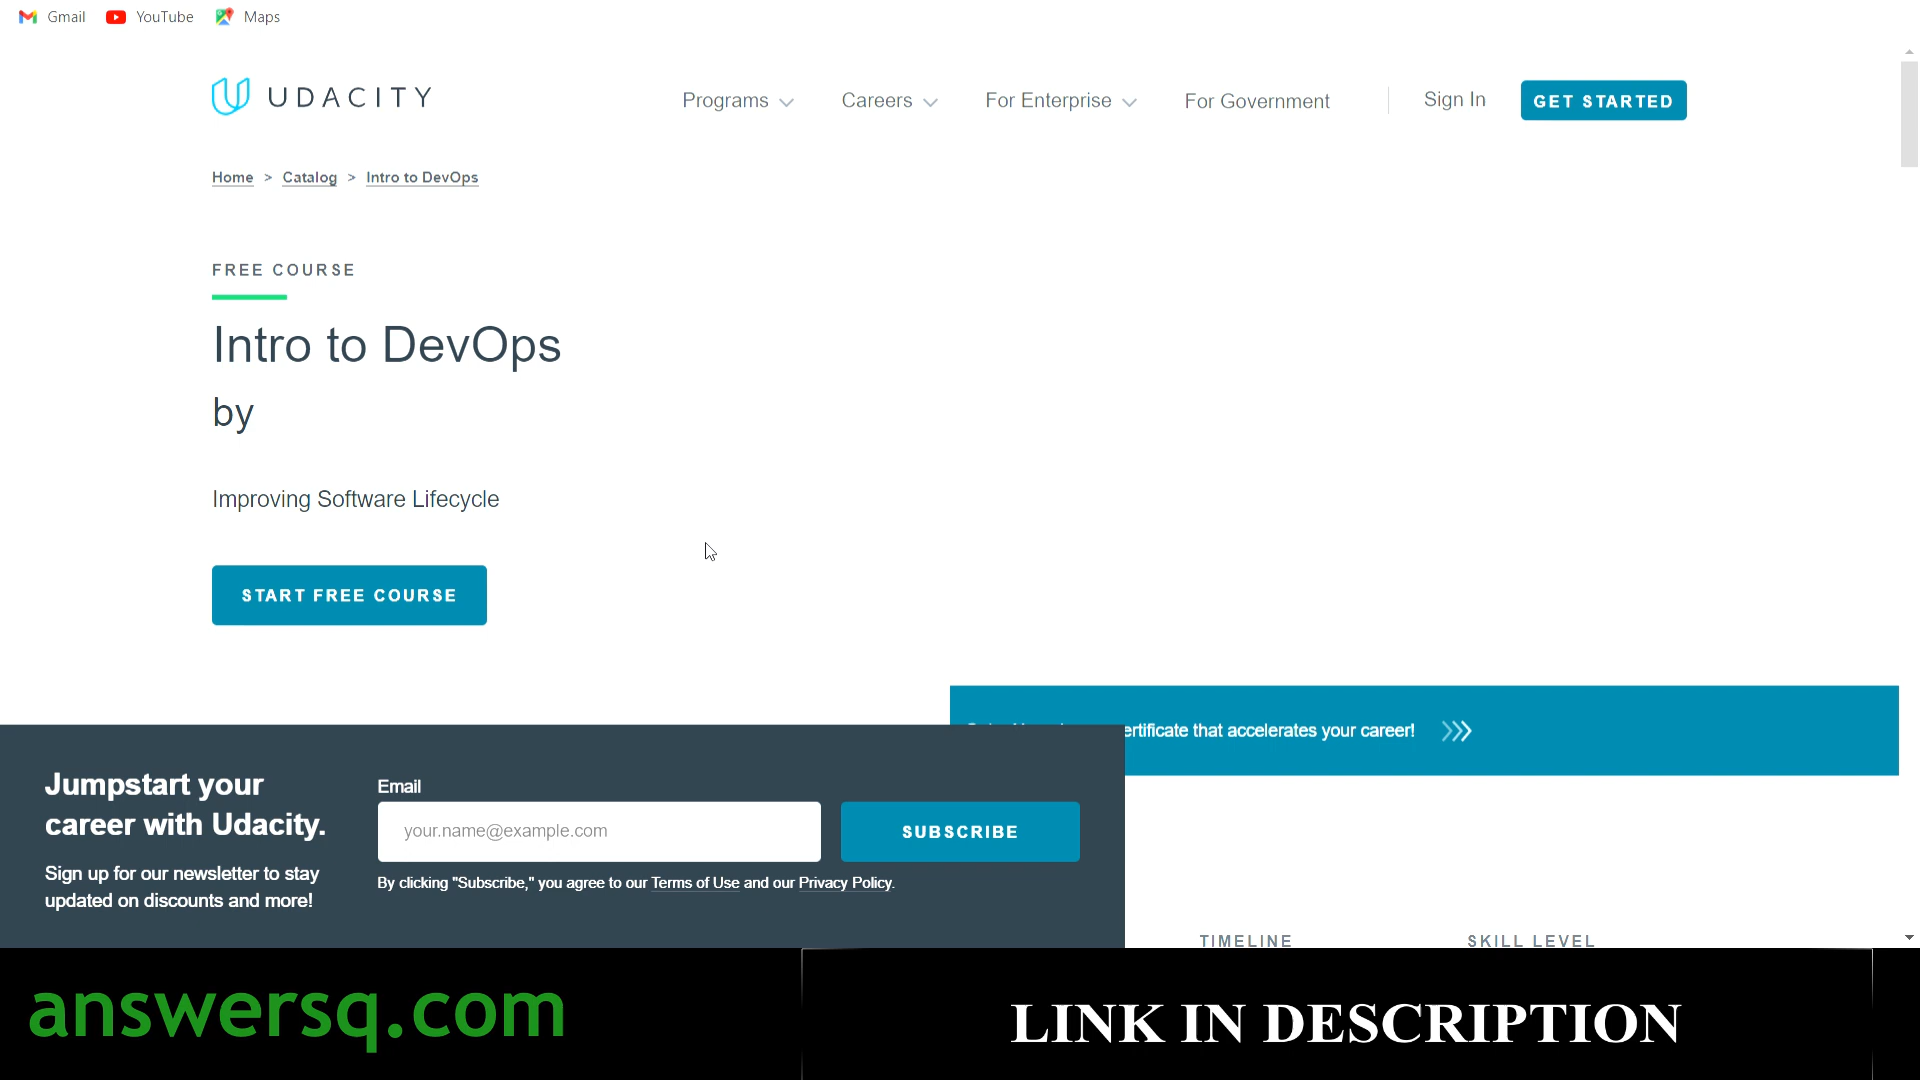 Gmail YouTube Maps
UDACITY
Programs Careers For Enterprise For Government Sign In GET STARTED
Home > Catalog > Intro to DevOps
FREE COURSE
Intro to DevOps
by
Improving Software Lifecycle
START FREE COURSE
ertificate that accelerates your career!
Jumpstart your
career with Udacity.
Sign up for our newsletter to stay
updated on discounts and more!
Email
your.name@example.com
SUBSCRIBE
By clicking "Subscribe," you agree to our Terms of Use and our Privacy Policy.
TIMELINE SKILL LEVEL
answersq.com
LINK IN DESCRIPTION